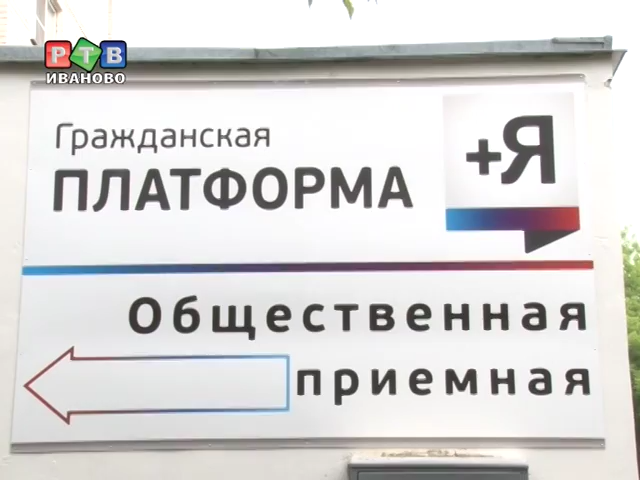 РТВ
ИВАНОВО
Гражданская
ПЛАТФОРМА
+Я
Общественная
приемная